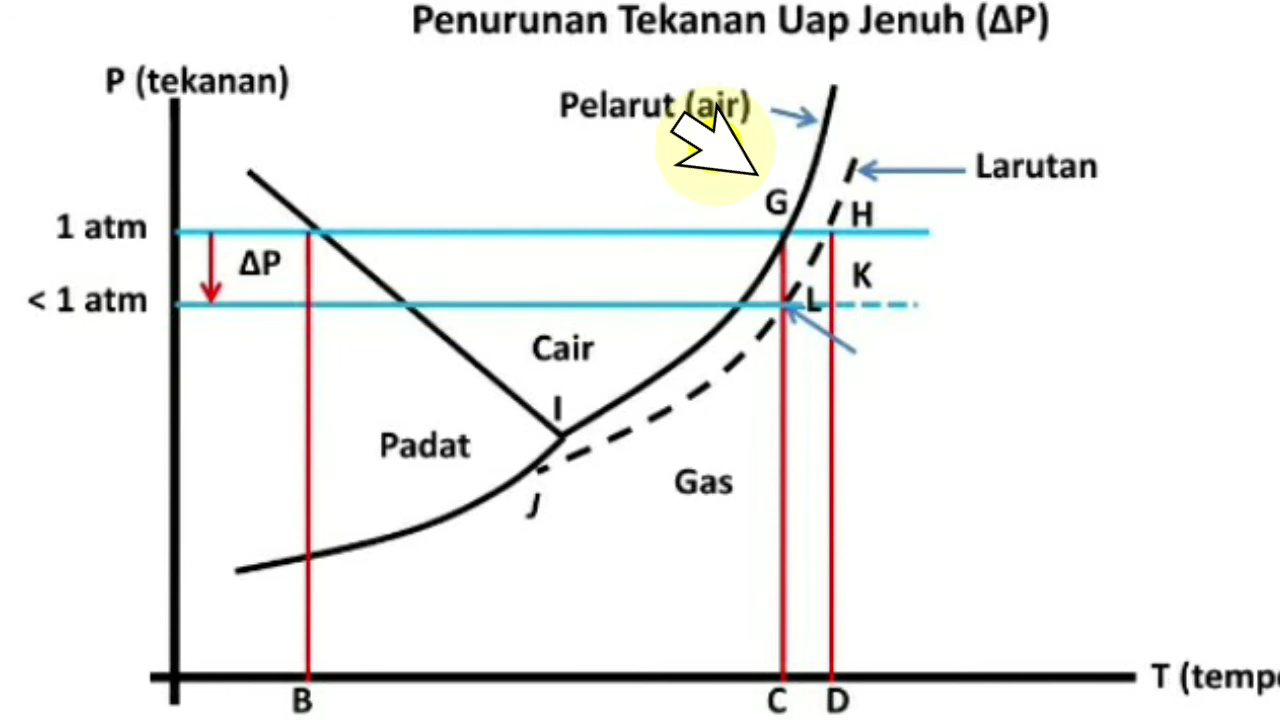 Penurunan Tekanan Uap Jenuh (ΔP)
P (tekanan)
Pelarut (air)
Larutan
G
H
1 atm
ΔP
K
< 1 atm
L
Cair
I
Padat
Gas
J
T (tempe
B
C
D